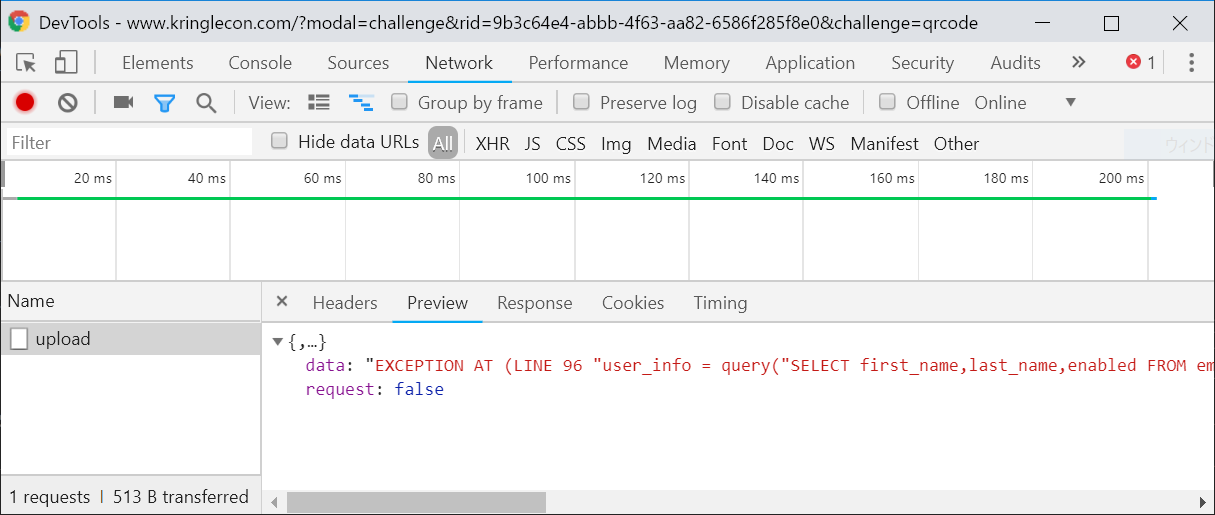 DevTools - www.kringlecon.com/?modal=challenge&rid=9b3c64e4-abbb-4f63-aa82-6586f285f8e0&challenge=qrcode
Elements Console Sources Network Performance Memory Application Security Audits » 1
View: Group by frame Preserve log Disable cache Offline Online
Filter Hide data URLs All XHR JS CSS Img Media Font Doc WS Manifest Other ウィンド
20 ms 40 ms 60 ms 80 ms 100 ms 120 ms 140 ms 160 ms 180 ms 200 ms
Name × Headers Preview Response Cookies Timing
upload
{,…}
data: "EXCEPTION AT (LINE 96 "user_info = query("SELECT first_name,last_name,enabled FROM em
request: false
1 requests | 513 B transferred